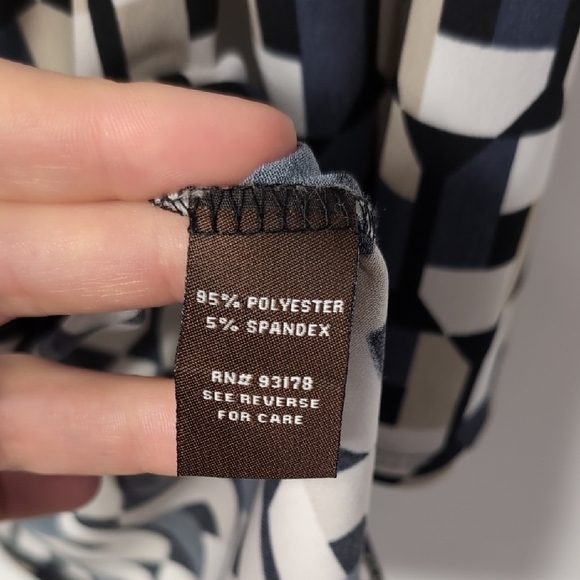 95% POLYESTER
5% SPANDEX
RN# 93178
SEE REVERSE
FOR CARE